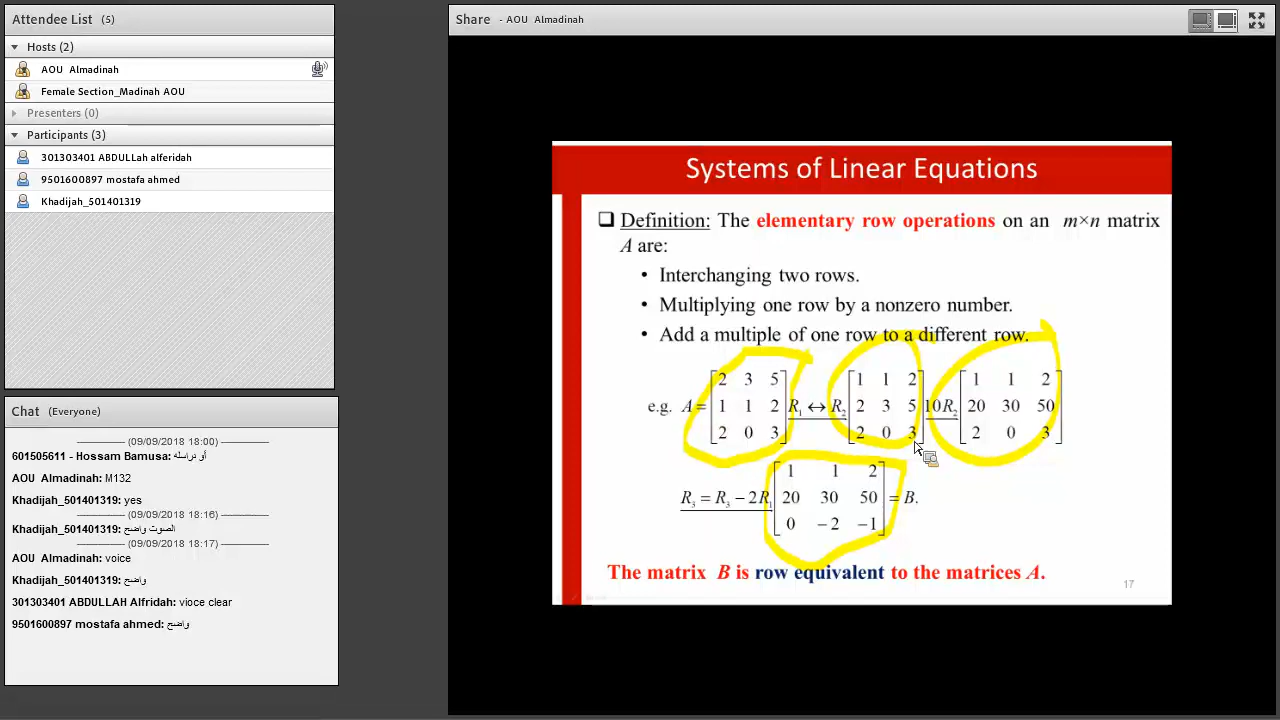 Attendee List (5)
Hosts (2)
AOU Almadinah
Female Section_Madinah AOU
Presenters (0)
Participants (3)
301303401 ABDULLah alferidah
9501600897 mostafa ahmed
Khadijah_501401319
Chat (Everyone)
(09/09/2018 18:00)
601505611 - Hossam Bamusa: أو دراسلة
AOU Almadinah: M132
Khadijah_501401319: yes
(09/09/2018 18:16)
Khadijah_501401319: الصوت واضح
(09/09/2018 18:17)
AOU Almadinah: voice
Khadijah_501401319: واضح
301303401 ABDULLAH Alfridah: vioce clear
9501600897 mostafa ahmed: واضح
Share - AOU Almadinah
Systems of Linear Equations
Definition: The elementary row operations on an m×n matrix
A are:
• Interchanging two rows.
• Multiplying one row by a nonzero number.
• Add a multiple of one row to a different row.
e.g. A = [2 3 5; 1 1 2; 2 0 3] R₁ ↔ R₂ [1 1 2; 2 3 5; 2 0 3] 10R₂ [1 1 2; 20 30 50; 2 0 3]
R₃ = R₃ − 2R₁ [1 1 2; 20 30 50; 0 −2 −1] = B.
The matrix B is row equivalent to the matrices A.
17